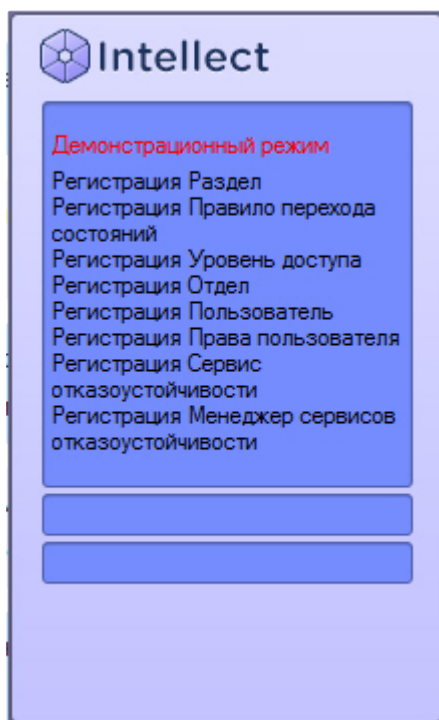 Intellect
Демонстрационный режим
Регистрация Раздел
Регистрация Правило перехода
состояний
Регистрация Уровень доступа
Регистрация Отдел
Регистрация Пользователь
Регистрация Права пользователя
Регистрация Сервис
отказоустойчивости
Регистрация Менеджер сервисов
отказоустойчивости